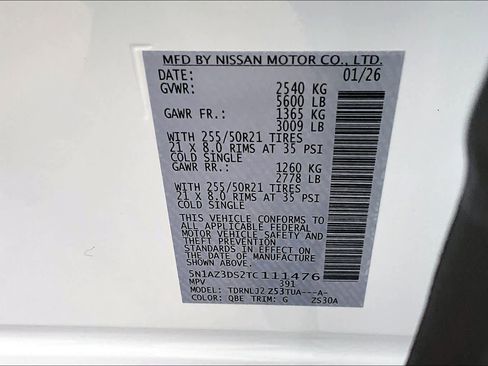 MFD BY NISSAN MOTOR CO., LTD.
DATE: 01/26
GVWR: 2540 KG
5600 LB
GAWR FR.: 1365 KG
3009 LB
WITH 255/50R21 TIRES
21 X 8.0 RIMS AT 35 PSI
COLD SINGLE
GAWR RR.: 1260 KG
2778 LB
WITH 255/50R21 TIRES
21 X 8.0 RIMS AT 35 PSI
COLD SINGLE
THIS VEHICLE CONFORMS TO
ALL APPLICABLE FEDERAL
MOTOR VEHICLE SAFETY AND
THEFT PREVENTION
STANDARDS IN EFFECT ON
THE DATE OF MANUFACTURE
SHOWN ABOVE.
5N1AZ3DS2TC111476
MPV 391
MODEL: TDRNLJ2Z53TUA---A-
COLOR: QBE TRIM: G ZS30A